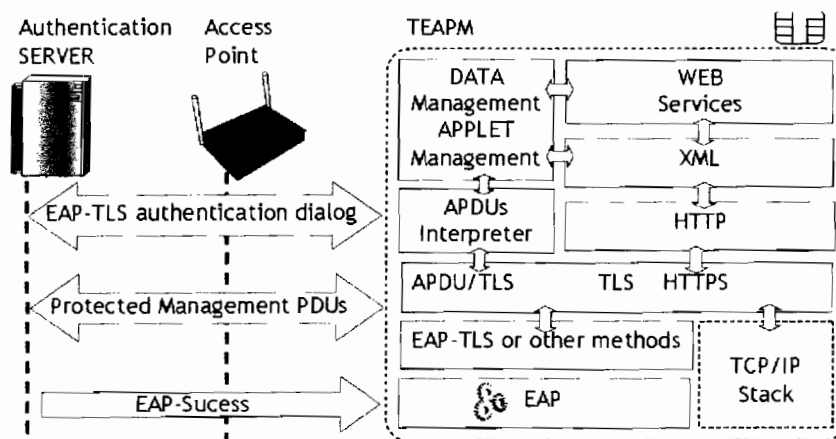 Authentication
SERVER
Access
Point
TEAPM
DATA
Management
APPLET
Management
WEB
Services
XML
EAP-TLS authentication dialog
APDUs
Interpreter
HTTP
APDU/TLS TLS HTTPS
Protected Management PDUs
EAP-TLS or other methods
TCP/IP
Stack
EAP-Sucess
EAP